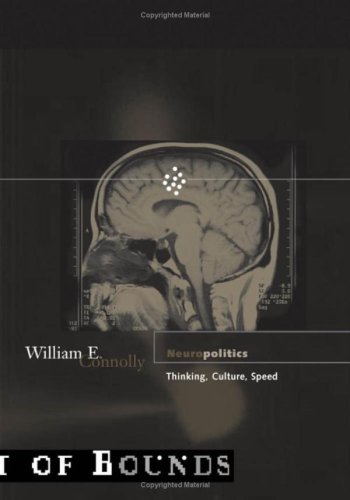 Copyrighted Material
William E.
Connolly
Neuropolitics
Thinking, Culture, Speed
T OF BOUNDS
Copyrighted Material